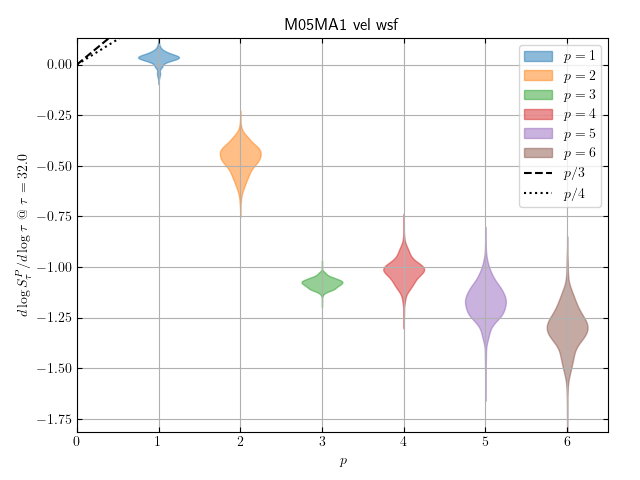 M05MA1 vel wsf
d log S_τ^P / d log τ @ τ = 32.0
0.00
−0.25
−0.50
−0.75
−1.00
−1.25
−1.50
−1.75
0 1 2 3 4 5 6
p
p = 1
p = 2
p = 3
p = 4
p = 5
p = 6
p/3
p/4